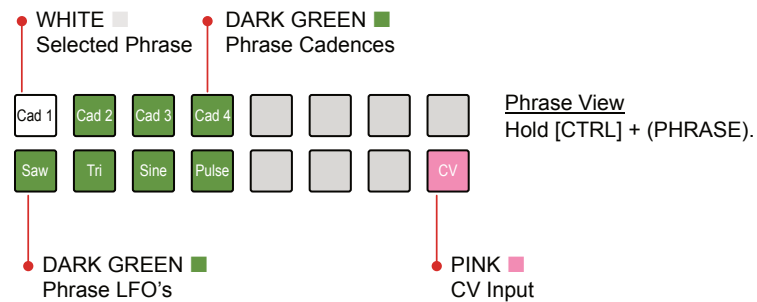 WHITE
Selected Phrase
DARK GREEN
Phrase Cadences
Cad 1 Cad 2 Cad 3 Cad 4
Phrase View
Hold [CTRL] + (PHRASE).
Saw Tri Sine Pulse CV
DARK GREEN
Phrase LFO's
PINK
CV Input